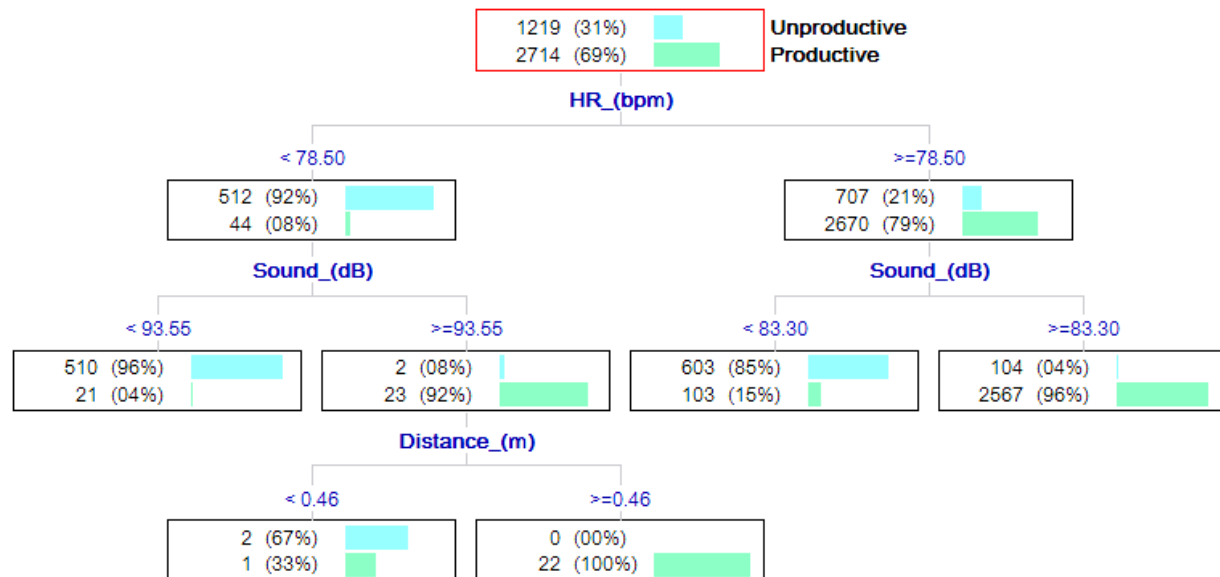 1219 (31%) Unproductive
2714 (69%) Productive
HR_(bpm)
< 78.50 >=78.50
512 (92%) 707 (21%)
44 (08%) 2670 (79%)
Sound_(dB) Sound_(dB)
< 93.55 >=93.55 < 83.30 >=83.30
510 (96%) 2 (08%) 603 (85%) 104 (04%)
21 (04%) 23 (92%) 103 (15%) 2567 (96%)
Distance_(m)
< 0.46 >=0.46
2 (67%) 0 (00%)
1 (33%) 22 (100%)